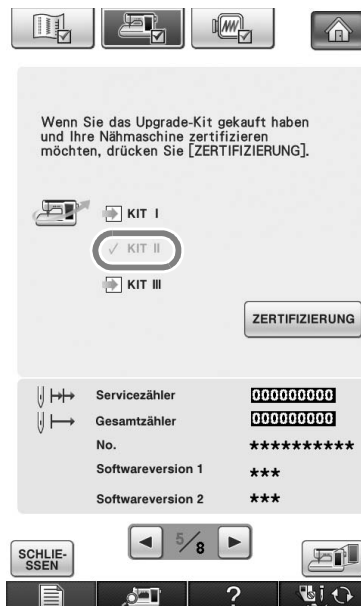 Wenn Sie das Upgrade-Kit gekauft haben
und Ihre Nähmaschine zertifizieren
möchten, drücken Sie [ZERTIFIZIERUNG].
KIT I
KIT II
KIT III
ZERTIFIZIERUNG
Servicezähler 000000000
Gesamtzähler 000000000
No. **********
Softwareversion 1 ***
Softwareversion 2 ***
SCHLIE-
SSEN
5/8
?